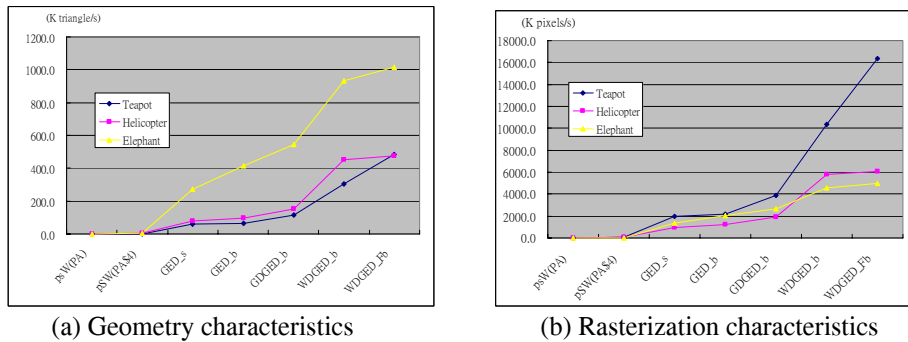 (K triangle/s)
1200.0
1000.0
800.0
600.0
400.0
200.0
0.0
Teapot
Helicopter
Elephant
pSW(PA)
pSW(PA$4)
GED_s
GED_b
GDGED_b
WDGED_b
WDGED_Fb
(a) Geometry characteristics
(K pixels/s)
18000.0
16000.0
14000.0
12000.0
10000.0
8000.0
6000.0
4000.0
2000.0
0.0
Teapot
Helicopter
Elephant
pSW(PA)
pSW(PA$4)
GED_s
GED_b
GDGED_b
WDGED_b
WDGED_Fb
(b) Rasterization characteristics